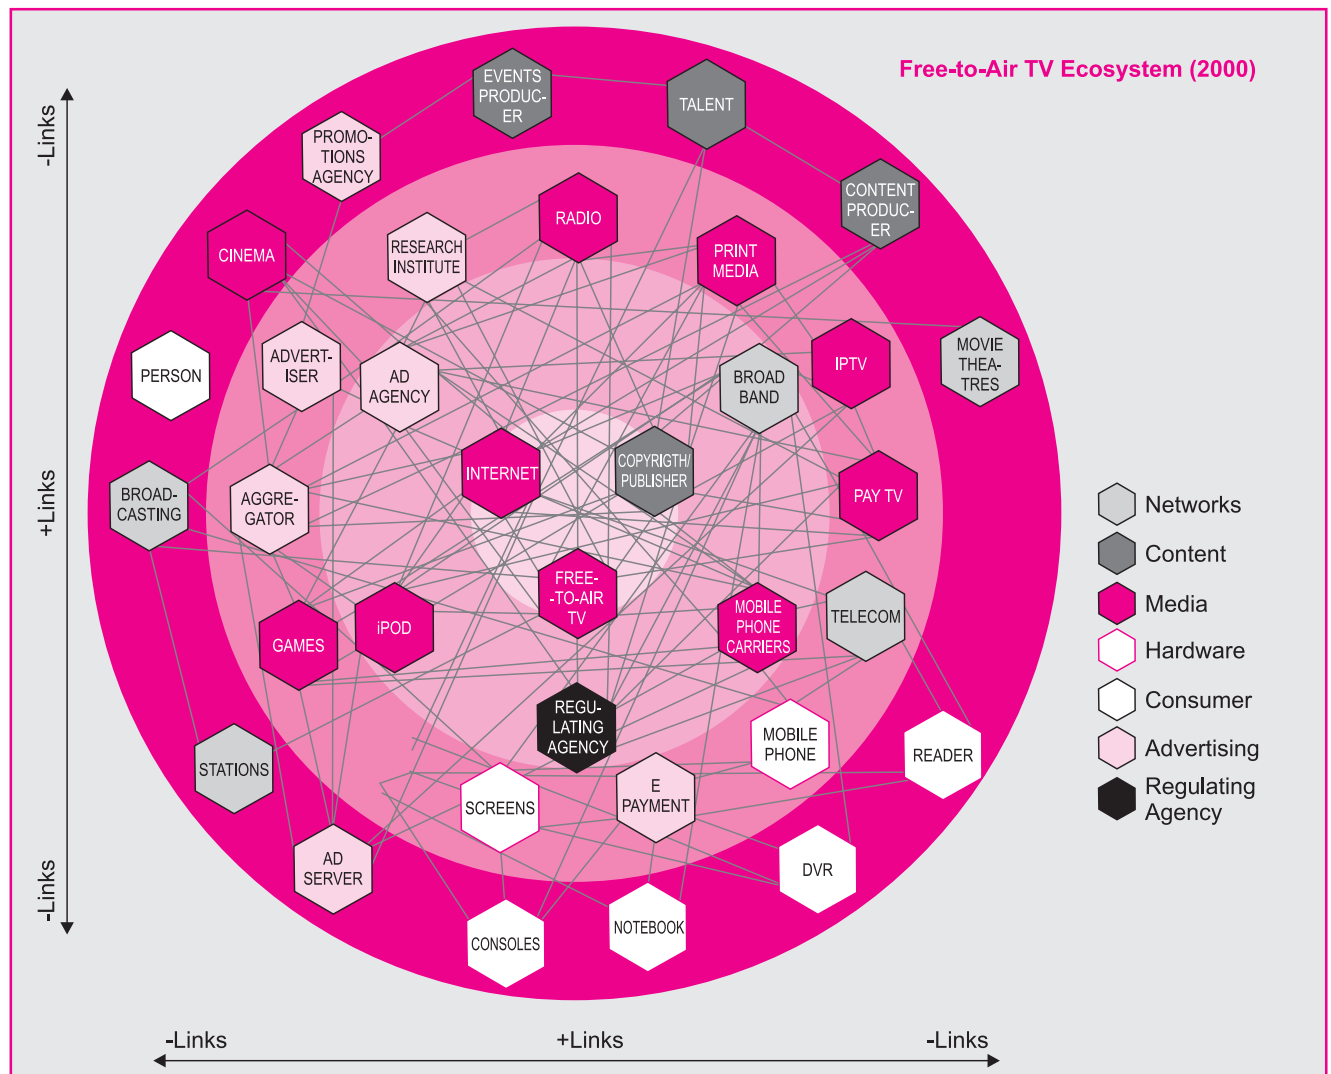 Free-to-Air TV Ecosystem (2000)
-Links
+Links
-Links
EVENTS
PRODUC-
ER
TALENT
PROMO-
TIONS
AGENCY
CONTENT
PRODUC-
ER
RADIO
CINEMA
RESEARCH
INSTITUTE
PRINT
MEDIA
PERSON
ADVERT-
ISER
AD
AGENCY
BROAD
BAND
IPTV
MOVIE
THEA-
TRES
INTERNET
COPYRIGTH/
PUBLISHER
PAY TV
BROAD-
CASTING
AGGRE-
GATOR
FREE-
-TO-AIR
TV
MOBILE
PHONE
CARRIERS
TELECOM
GAMES
iPOD
REGU-
LATING
AGENCY
MOBILE
PHONE
READER
STATIONS
SCREENS
E
PAYMENT
AD
SERVER
DVR
CONSOLES
NOTEBOOK
Networks
Content
Media
Hardware
Consumer
Advertising
Regulating
Agency
-Links
+Links
-Links